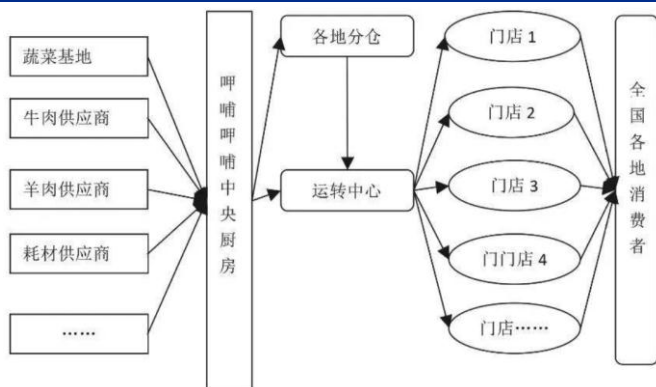 蔬菜基地
牛肉供应商
羊肉供应商
耗材供应商
……
呷哺呷哺中央厨房
各地分仓
运转中心
门店 1
门店 2
门店 3
门门店 4
门店……
全国各地消费者